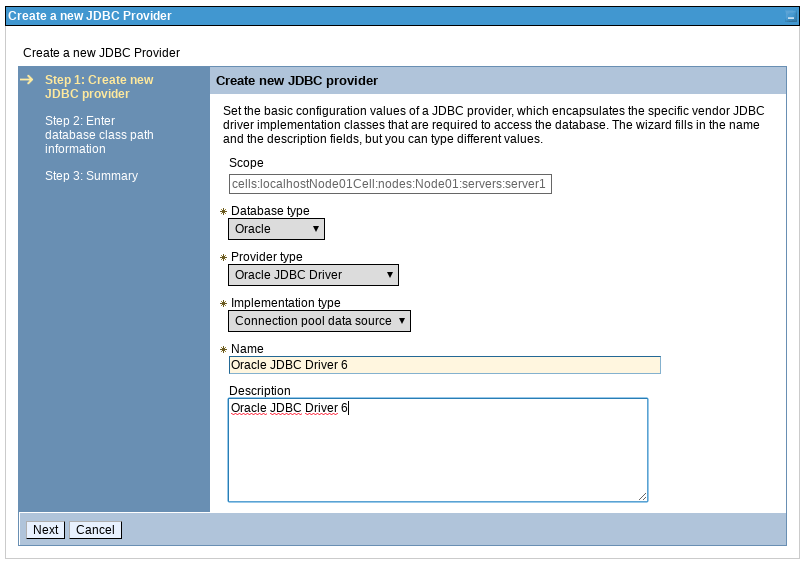 Create a new JDBC Provider
Create a new JDBC Provider
Step 1: Create new
JDBC provider
Step 2: Enter
database class path
information
Step 3: Summary
Create new JDBC provider
Set the basic configuration values of a JDBC provider, which encapsulates the specific vendor JDBC
driver implementation classes that are required to access the database. The wizard fills in the name
and the description fields, but you can type different values.
Scope
cells:localhostNode01Cell:nodes:Node01:servers:server1
Database type
Oracle
Provider type
Oracle JDBC Driver
Implementation type
Connection pool data source
Name
Oracle JDBC Driver 6
Description
Oracle JDBC Driver 6
Next Cancel